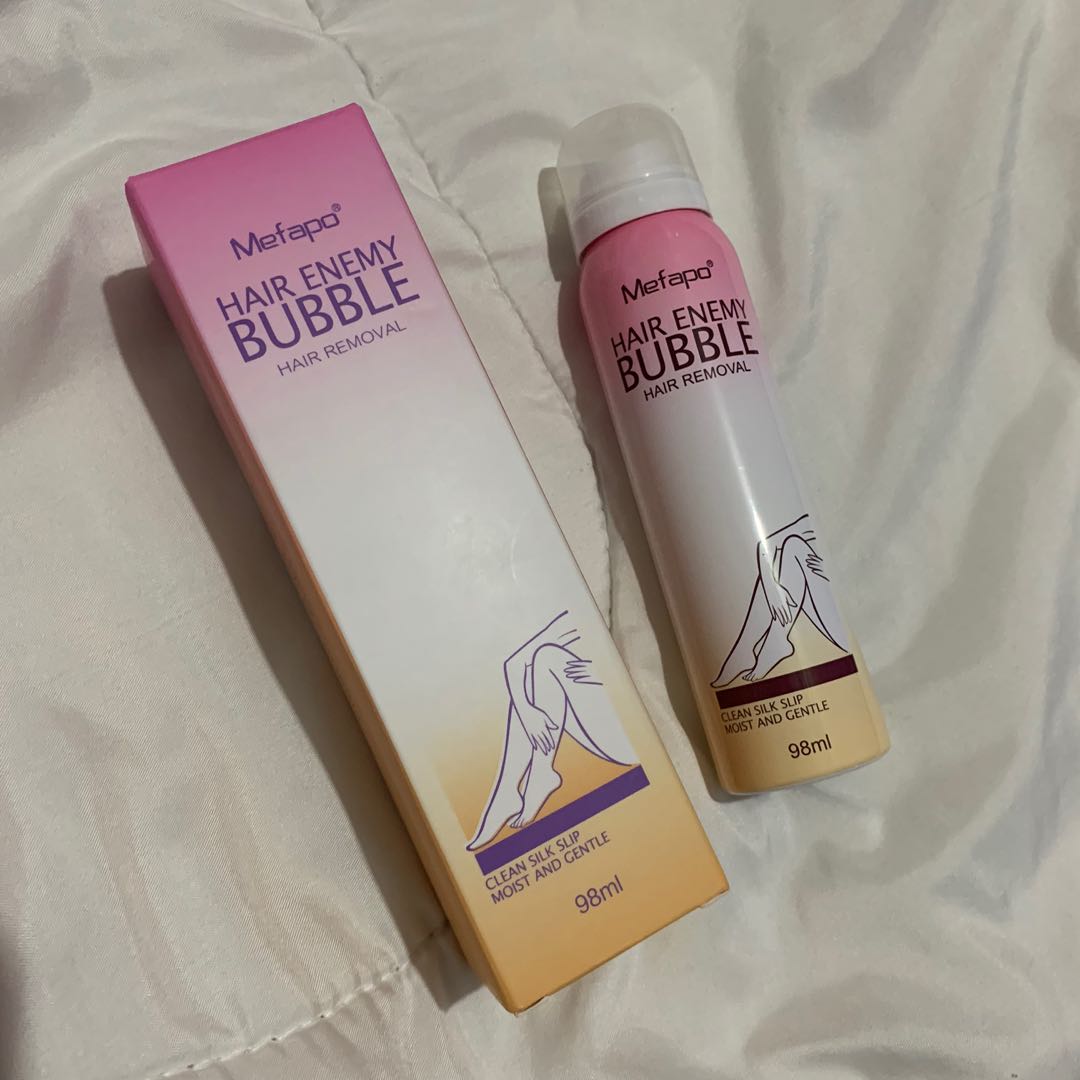 Mefapo®
HAIR ENEMY
BUBBLE
HAIR REMOVAL
CLEAN SILK SLIP
MOIST AND GENTLE
98ml
Mefapo®
HAIR ENEMY
BUBBLE
HAIR REMOVAL
CLEAN SILK SLIP
MOIST AND GENTLE
98ml